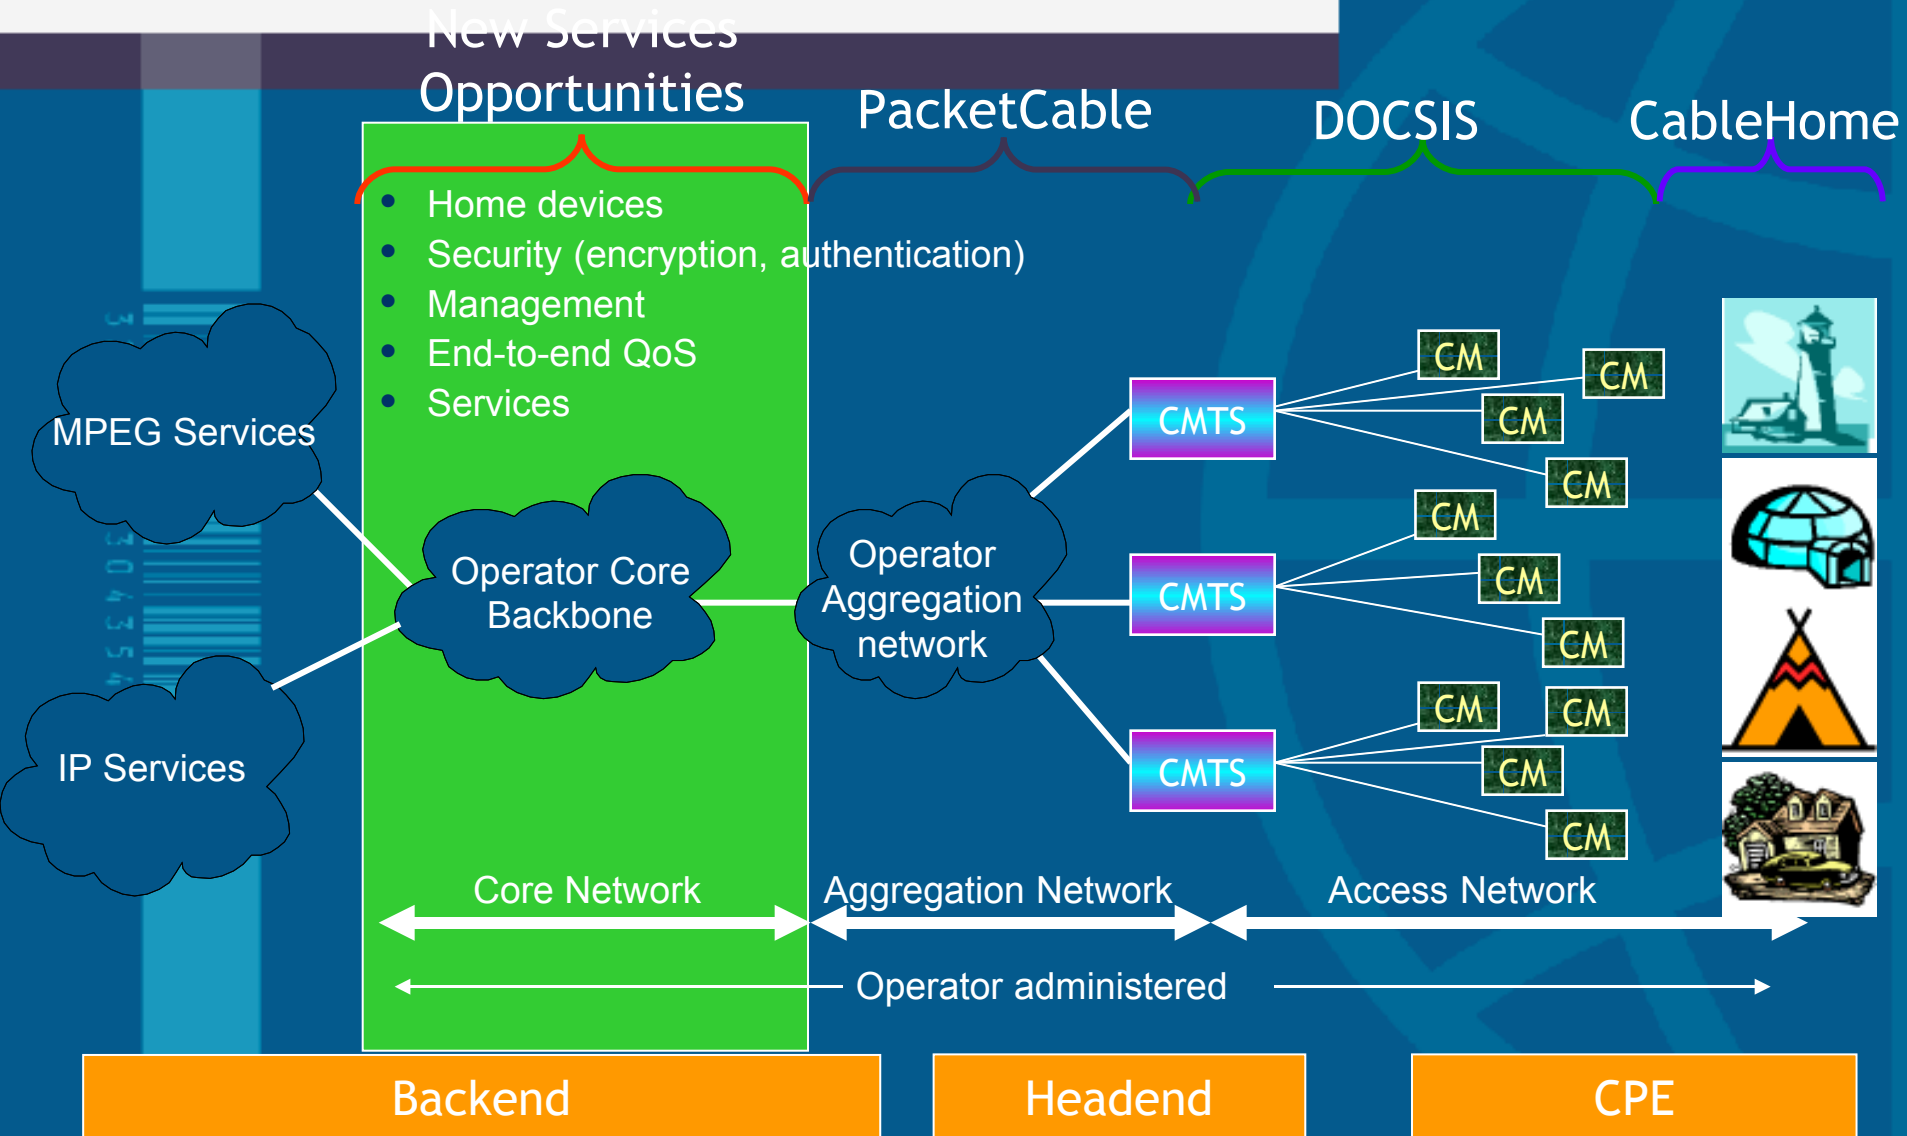 New Services
Opportunities
PacketCable
DOCSIS
CableHome
• Home devices
• Security (encryption, authentication)
• Management
• End-to-end QoS
• Services
MPEG Services
IP Services
Operator Core
Backbone
Operator
Aggregation
network
CMTS
CMTS
CMTS
CM
CM
CM
CM
CM
CM
CM
CM
CM
CM
CM
Core Network
Aggregation Network
Access Network
Operator administered
Backend
Headend
CPE